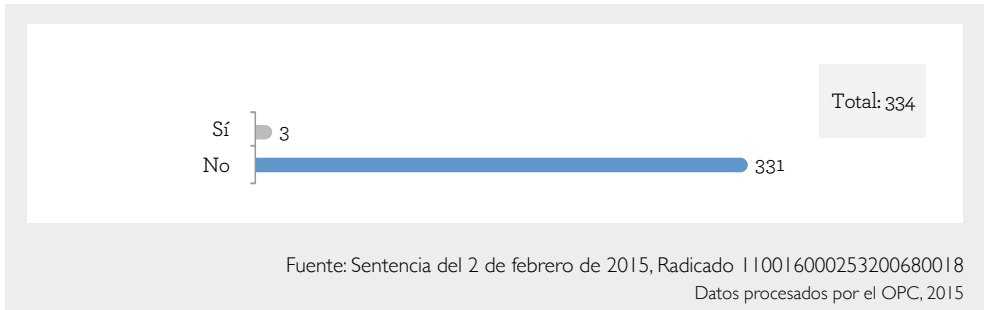 Total: 334
Sí 3
No 331
Fuente: Sentencia del 2 de febrero de 2015, Radicado 110016000253200680018
Datos procesados por el OPC, 2015